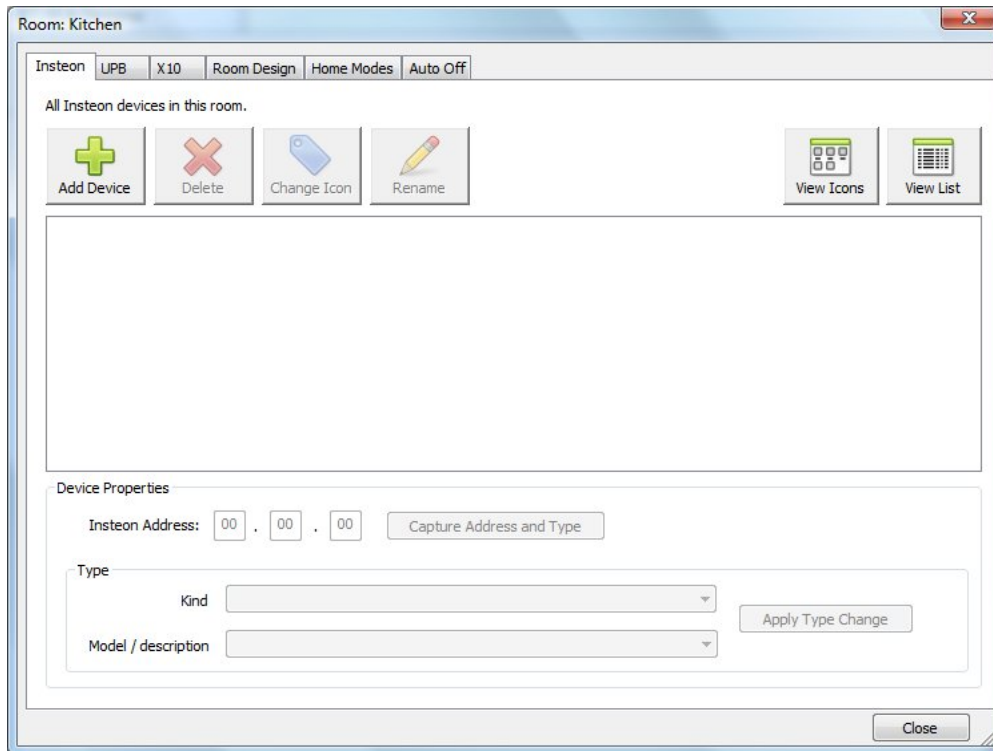 Room: Kitchen
Insteon UPB X10 Room Design Home Modes Auto Off
All Insteon devices in this room.
Add Device Delete Change Icon Rename View Icons View List
Device Properties
Insteon Address: 00 . 00 . 00 Capture Address and Type
Type
Kind
Apply Type Change
Model / description
Close